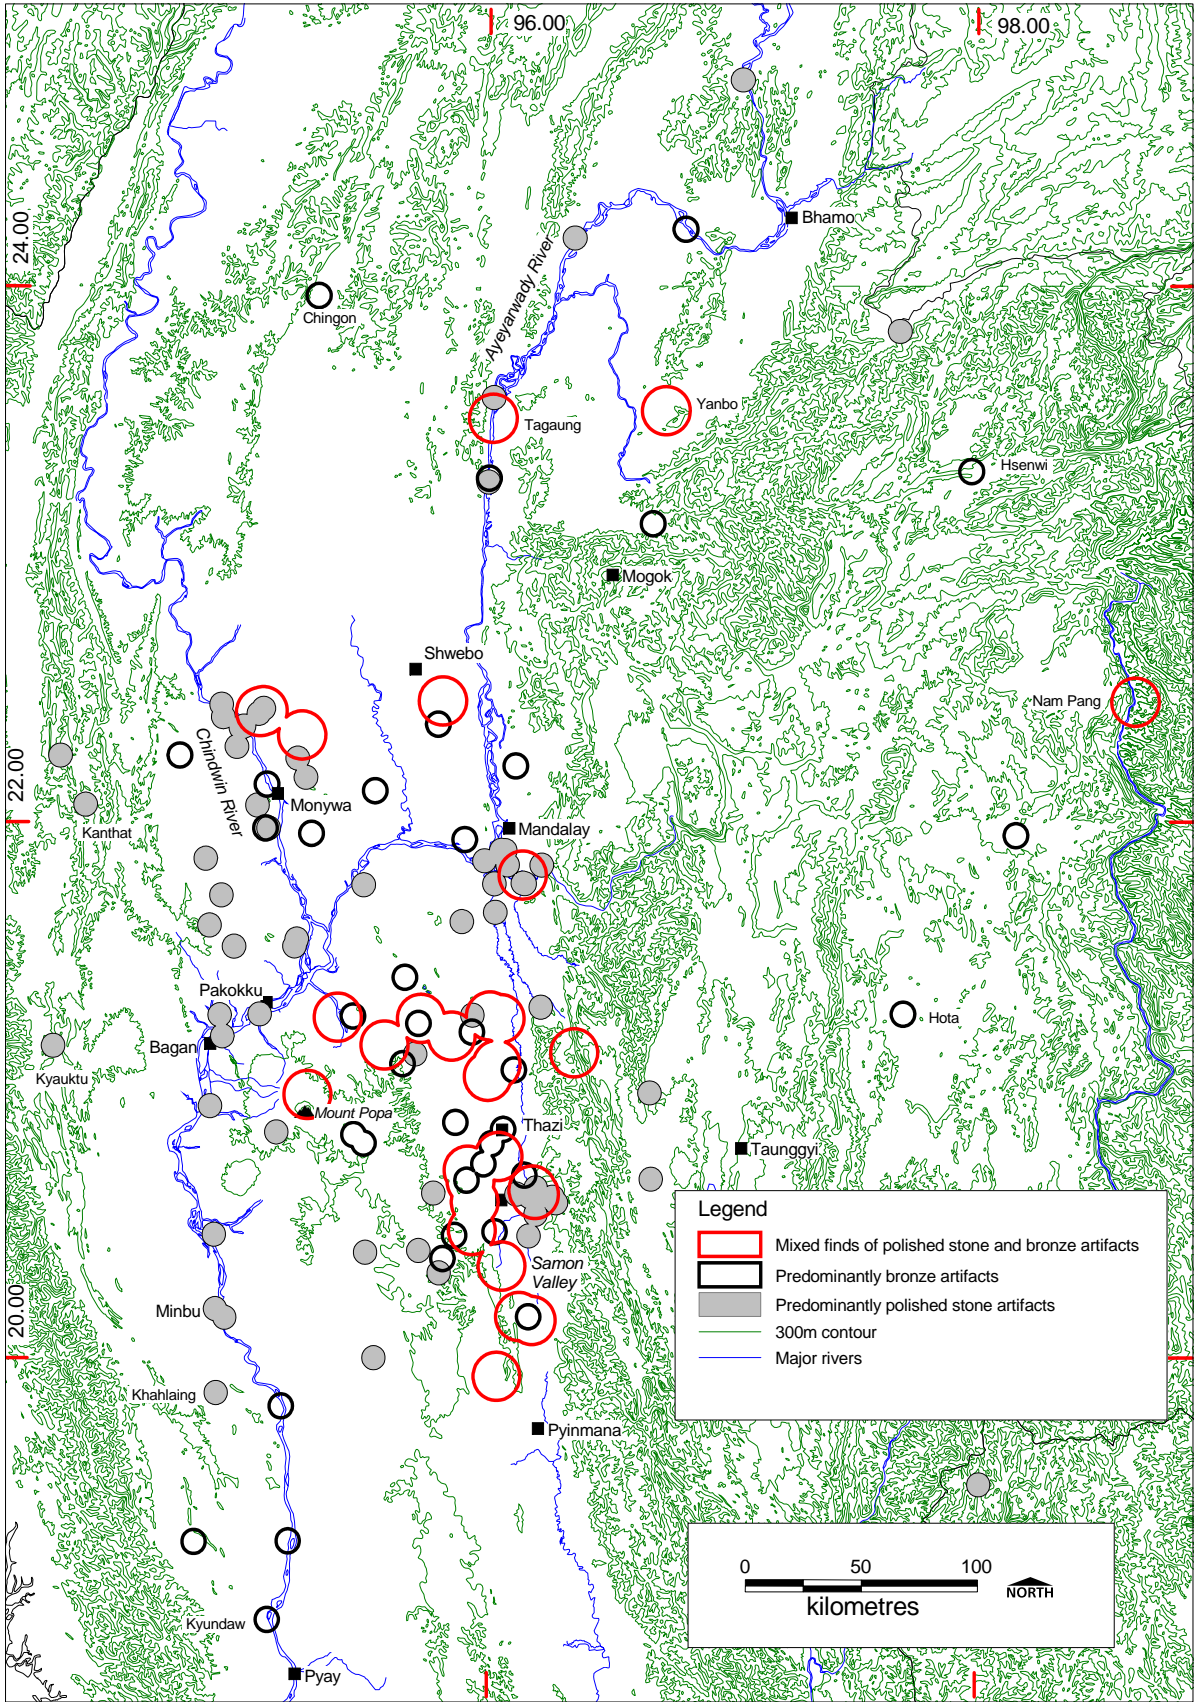 96.00
98.00
24.00
Bhamo
Ayeyarwady River
Chingon
Yanbo
Tagaung
Hsenwi
Mogok
Shwebo
Nam Pang
Chindwin River
22.00
Monywa
Kanthat
Mandalay
Pakokku
Hota
Bagan
Kyauktu
Mount Popa
Thazi
Taunggyi
Samon
Valley
Minbu
20.00
Khahlaing
Pyinmana
Kyundaw
Pyay
Legend
Mixed finds of polished stone and bronze artifacts
Predominantly bronze artifacts
Predominantly polished stone artifacts
300m contour
Major rivers
0 50 100
kilometres
NORTH